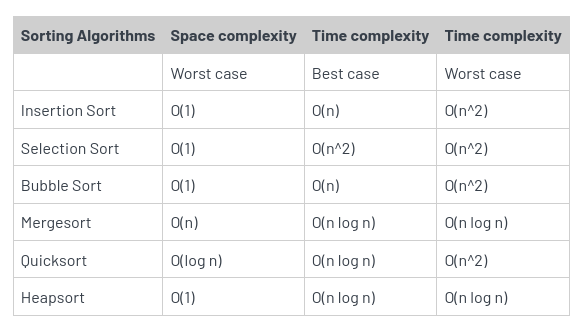 Sorting Algorithms Space complexity Time complexity Time complexity
Worst case Best case Worst case
Insertion Sort O(1) O(n) O(n^2)
Selection Sort O(1) O(n^2) O(n^2)
Bubble Sort O(1) O(n) O(n^2)
Mergesort O(n) O(n log n) O(n log n)
Quicksort O(log n) O(n log n) O(n^2)
Heapsort O(1) O(n log n) O(n log n)